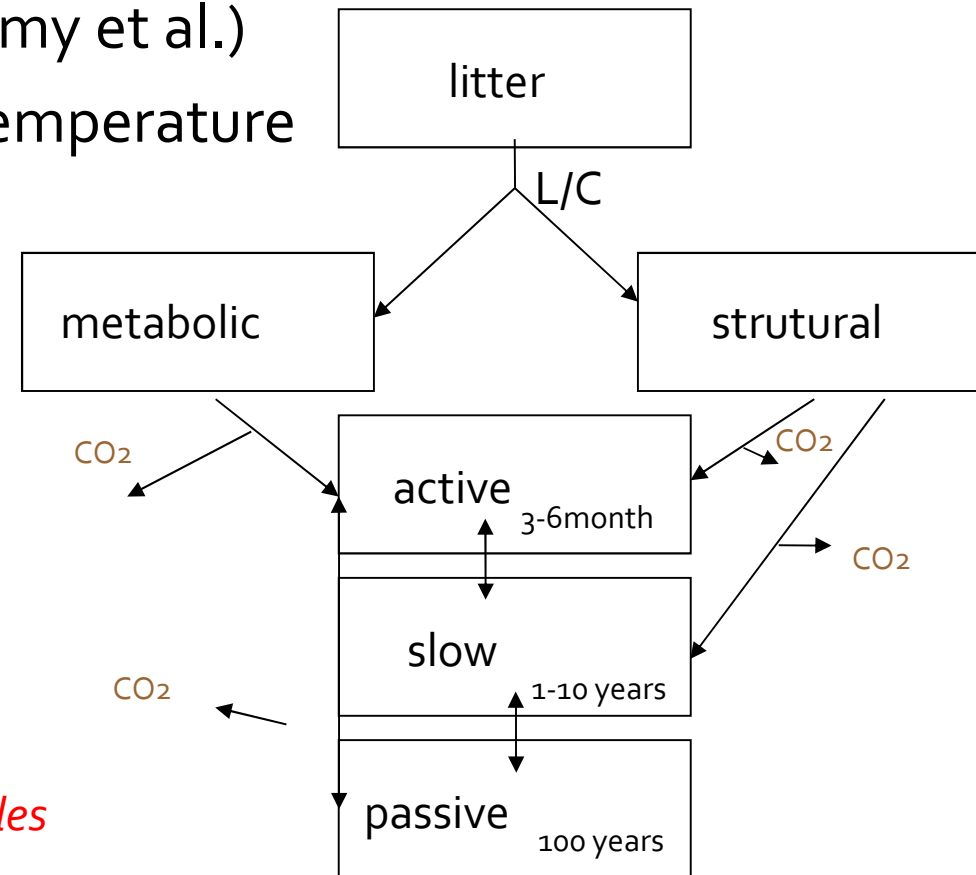 my et al.)
litter
emperature
L/C
metabolic
strutural
CO2
CO2
active
3-6month
CO2
slow
1-10 years
CO2
les
passive
100 years